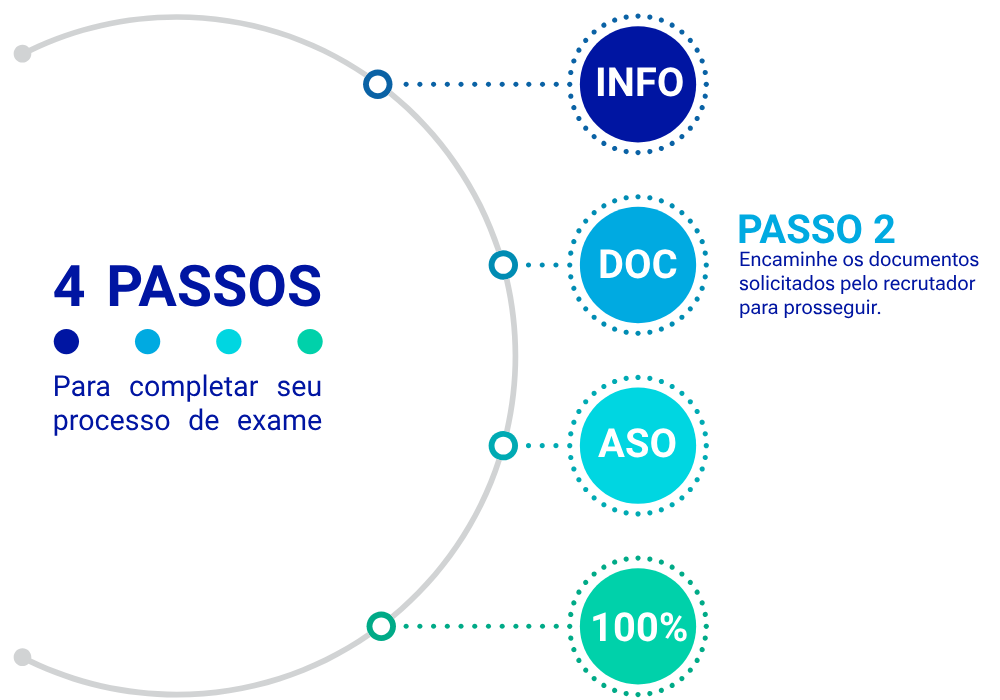 4 PASSOS
Para completar seu
processo de exame
INFO
DOC
PASSO 2
Encaminhe os documentos
solicitados pelo recrutador
para prosseguir.
ASO
100%